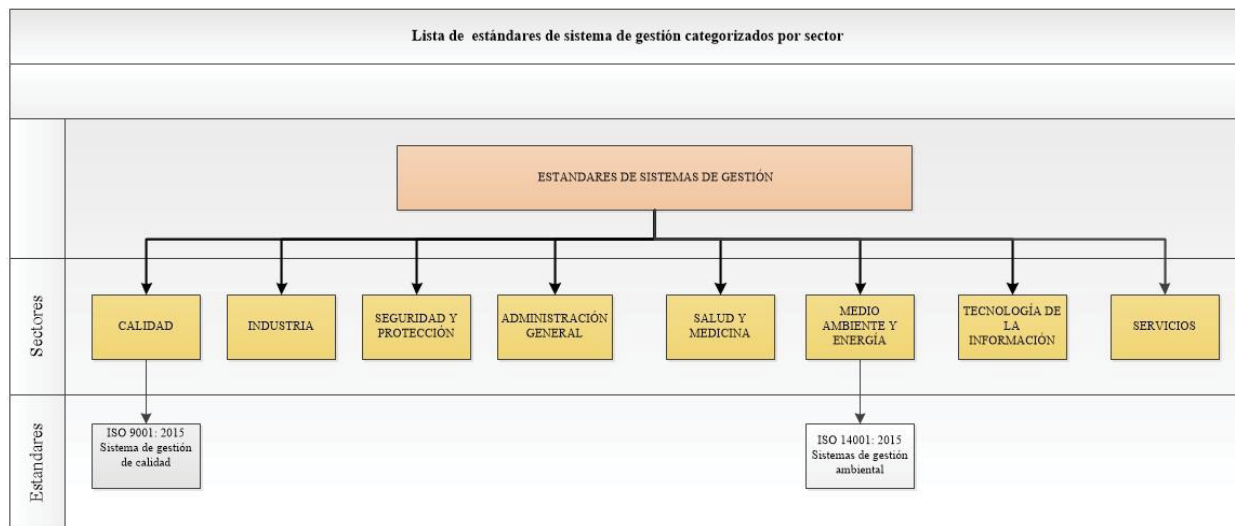 Lista de estándares de sistema de gestión categorizados por sector
ESTANDARES DE SISTEMAS DE GESTIÓN
Sectores
CALIDAD
INDUSTRIA
SEGURIDAD Y
PROTECCIÓN
ADMINISTRACIÓN
GENERAL
SALUD Y
MEDICINA
MEDIO
AMBIENTE Y
ENERGÍA
TECNOLOGÍA DE
LA
INFORMACIÓN
SERVICIOS
Estandares
ISO 9001: 2015
Sistema de gestión
de calidad
ISO 14001: 2015
Sistemas de gestión
ambiental